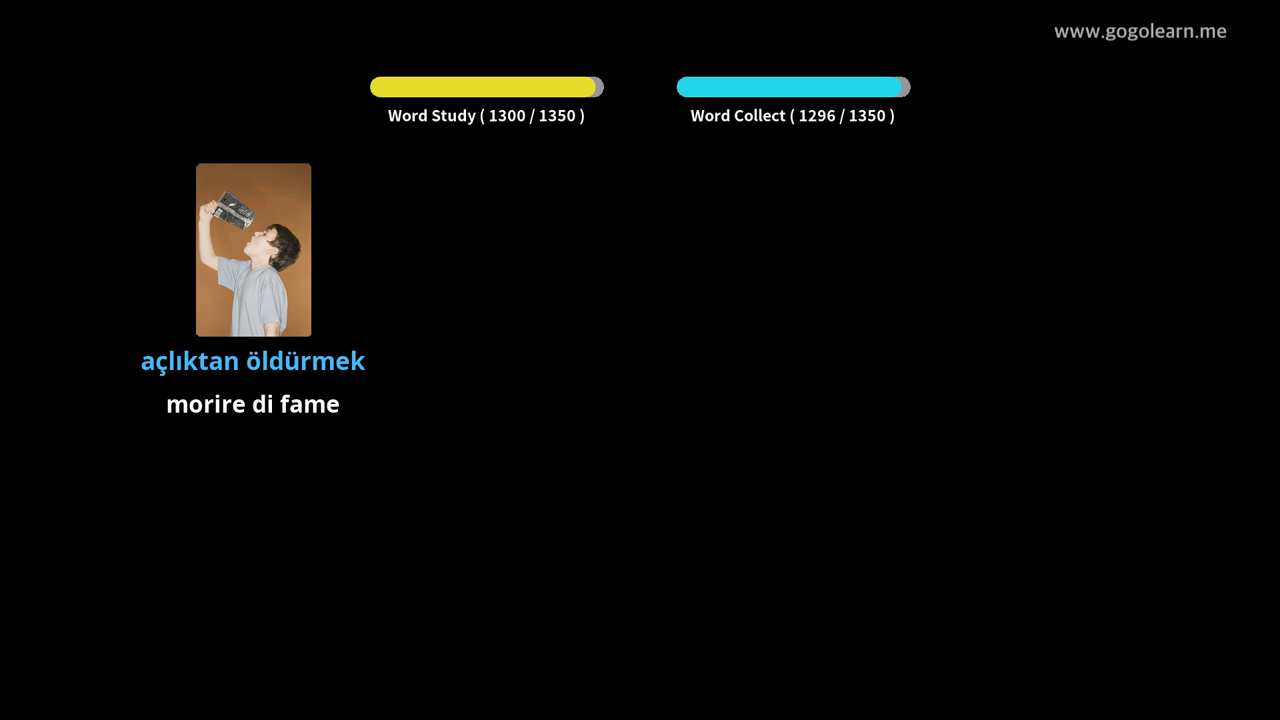 www.gogolearn.me
Word Study ( 1300 / 1350 )
Word Collect ( 1296 / 1350 )
açlıktan öldürmek
morire di fame